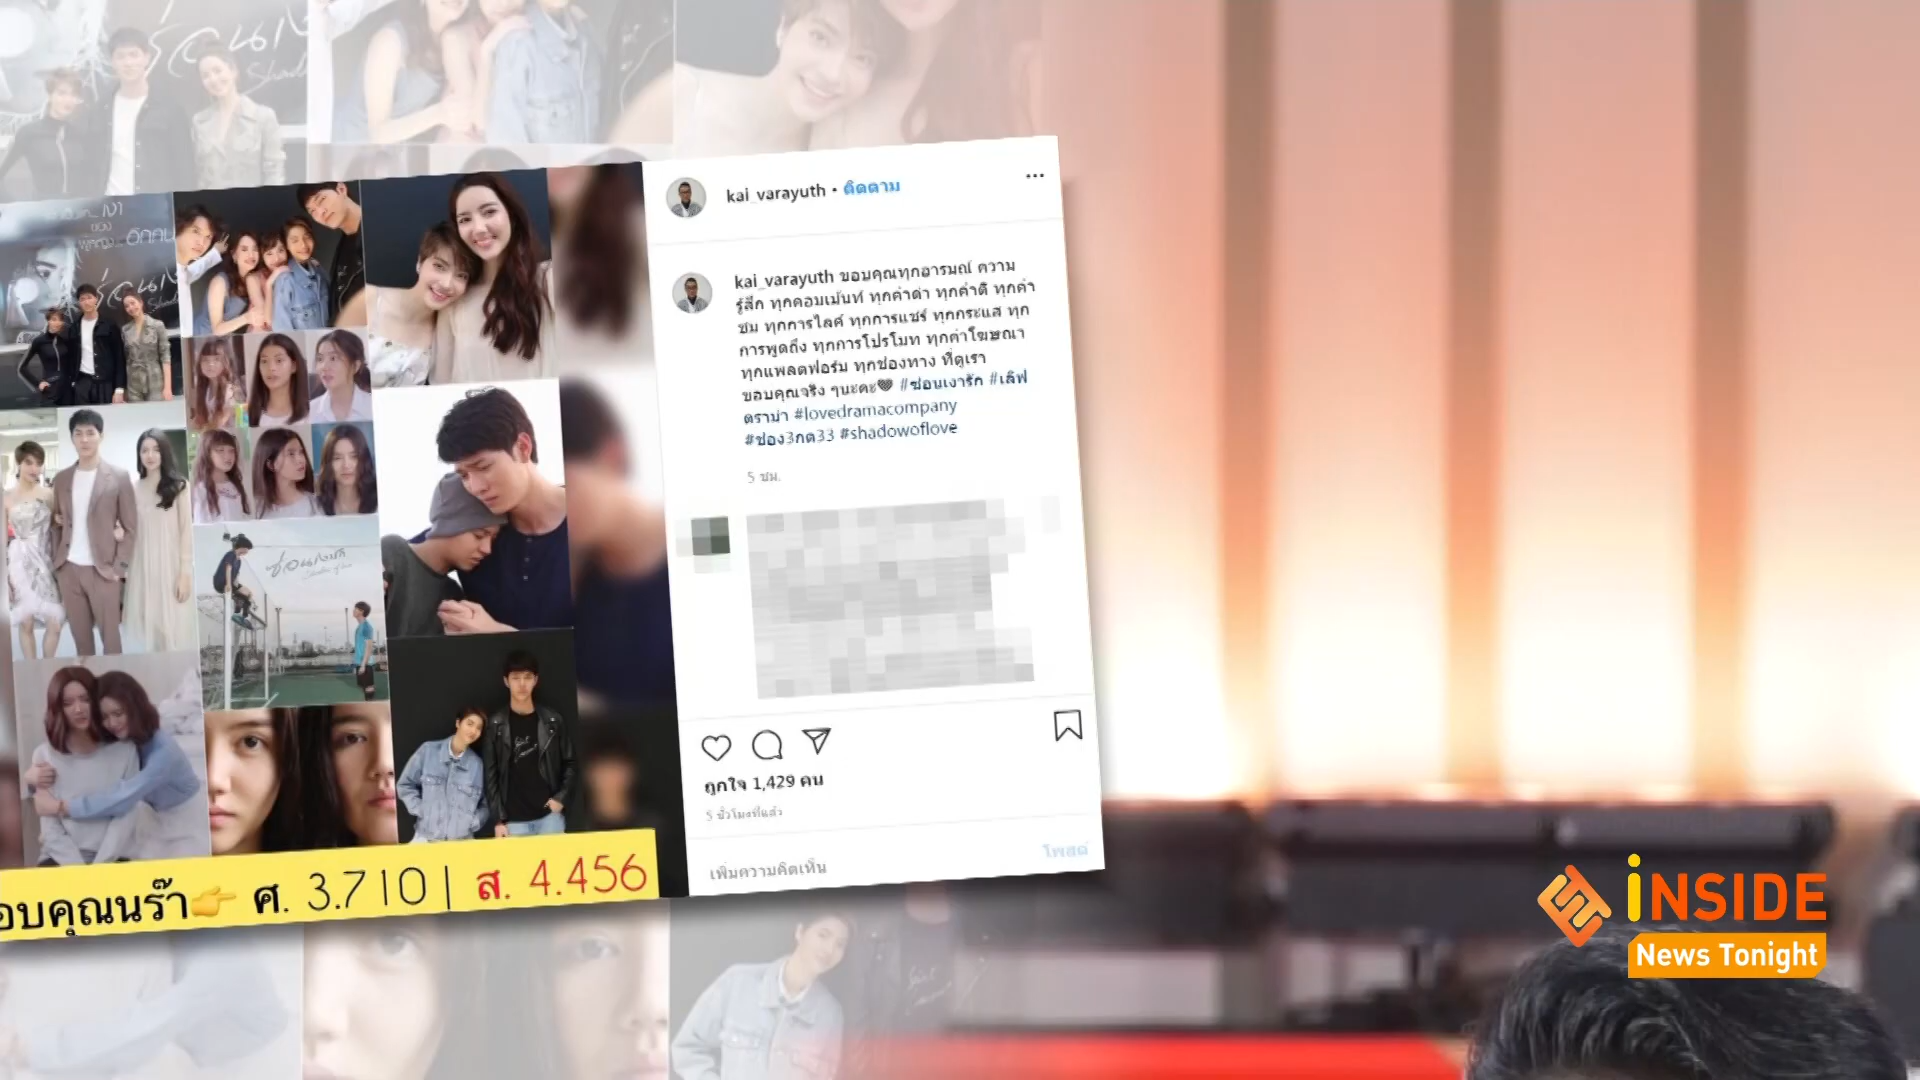 kai_varayuth • ติดตาม
kai_varayuth ขอบคุณทุกอารมณ์ ความ
รู้สึก ทุกคอมเม้นท์ ทุกคำด่า ทุกคำติ ทุกคำ
ชม ทุกการไลค์ ทุกการแชร์ ทุกกระแส ทุก
การพูดถึง ทุกการโปรโมท ทุกค่าโฆษณา
ทุกแพลตฟอร์ม ทุกช่องทาง ที่ดูเรา
ขอบคุณจริง ๆนะคะ🖤 #ซ่อนเงารัก #เลิฟ
ดราม่า #lovedramacompany
#ช่อง3กด33 #shadowoflove
5 ชม.
ถูกใจ 1,429 คน
5 ชั่วโมงที่แล้ว
เพิ่มความคิดเห็น
โพสต์
อบคุณนร๊า👉 ศ. 3.710 | ส. 4.456
ซ่อนเงารัก
iNSIDE
News Tonight